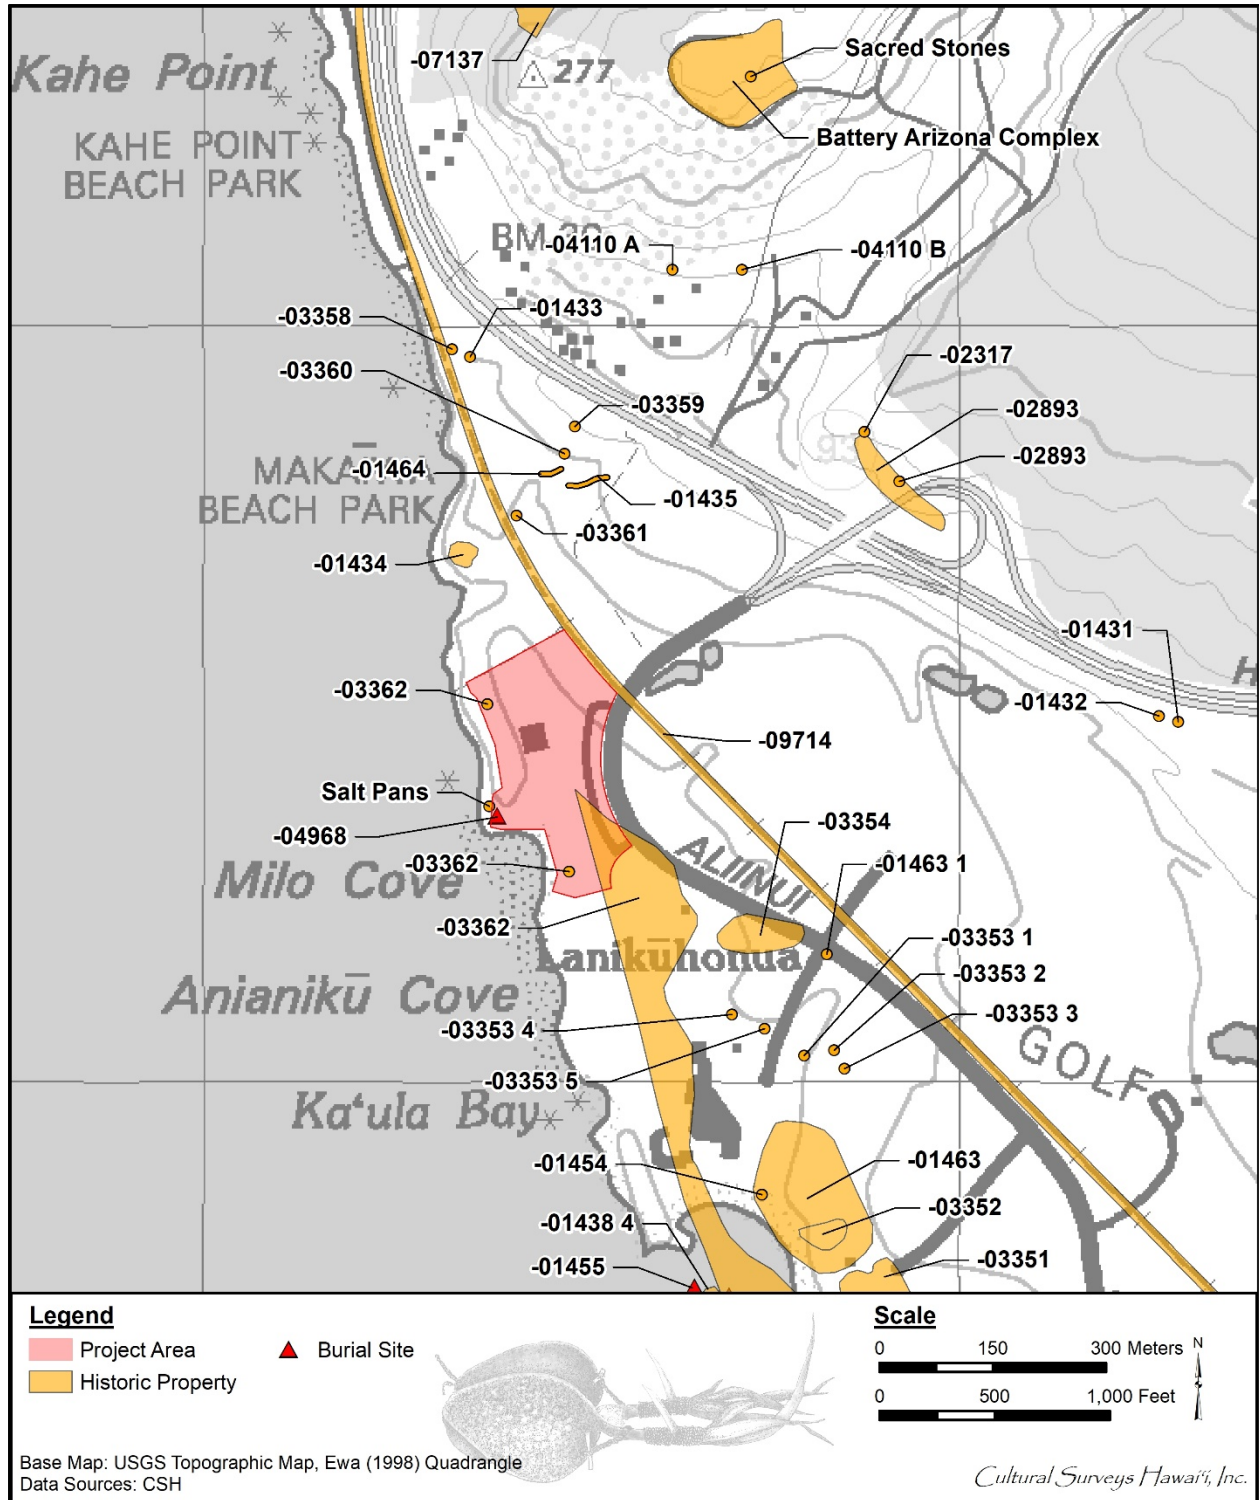 Kahe Point
KAHE POINT
BEACH PARK
-07137
277
Sacred Stones
Battery Arizona Complex
BM
-04110 A
-04110 B
-03358
-01433
-03360
-03359
-02317
-02893
-02893
93
MAKAĪWA
BEACH PARK
-01464
-01435
-03361
-01434
-01431
-01432
H
-03362
-09714
Salt Pans
-04968
-03354
ALIINUI
-01463 1
Milo Cove
-03362
-03362
Lanikūhonua
-03353 1
-03353 2
-03353 3
Anianikū Cove
-03353 4
-03353 5
GOLF
Kaʻula Bay
-01454
-01463
-03352
-01438 4
-01455
-03351
Legend
Project Area
Burial Site
Historic Property
Scale
0 150 300 Meters
0 500 1,000 Feet
N
Base Map: USGS Topographic Map, Ewa (1998) Quadrangle
Data Sources: CSH
Cultural Surveys Hawaiʻi, Inc.